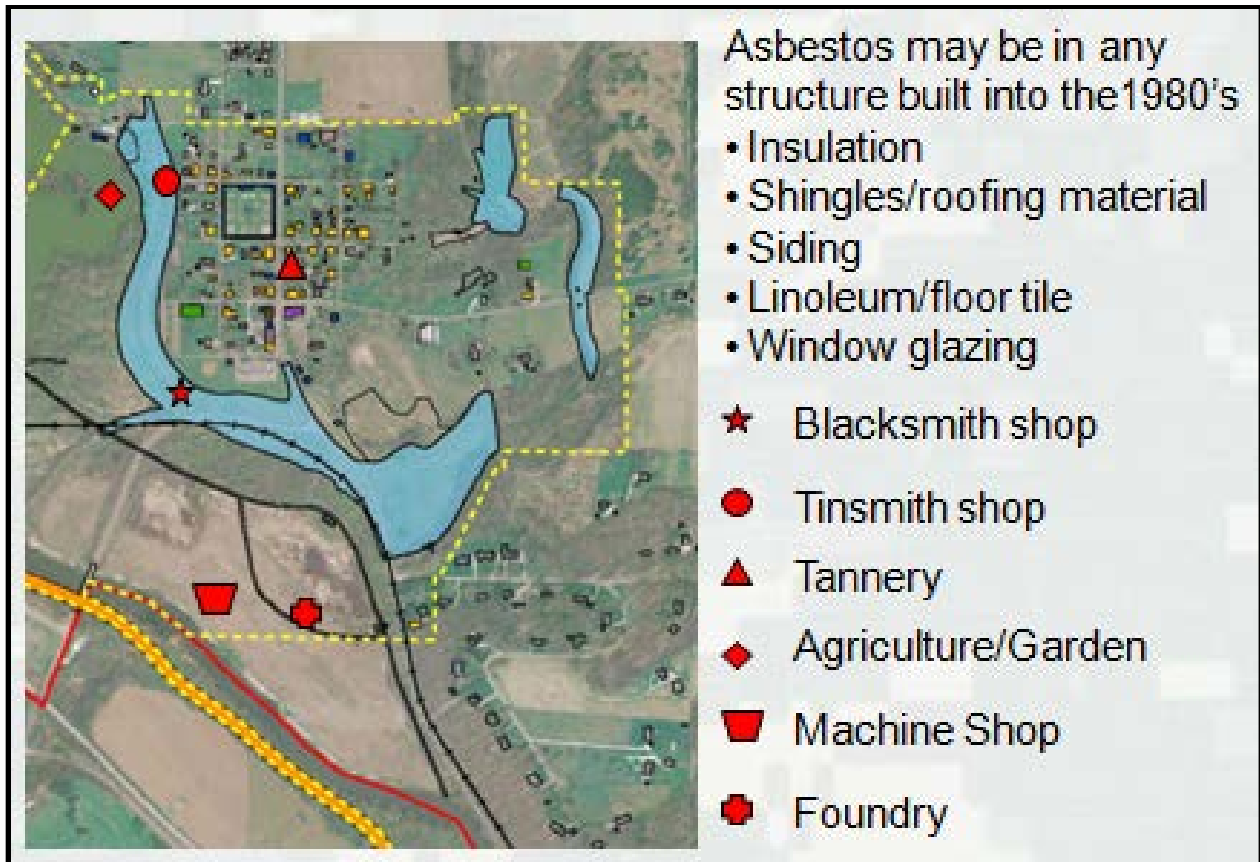 Asbestos may be in any
structure built into the1980's
• Insulation
• Shingles/roofing material
• Siding
• Linoleum/floor tile
• Window glazing
Blacksmith shop
Tinsmith shop
Tannery
Agriculture/Garden
Machine Shop
Foundry